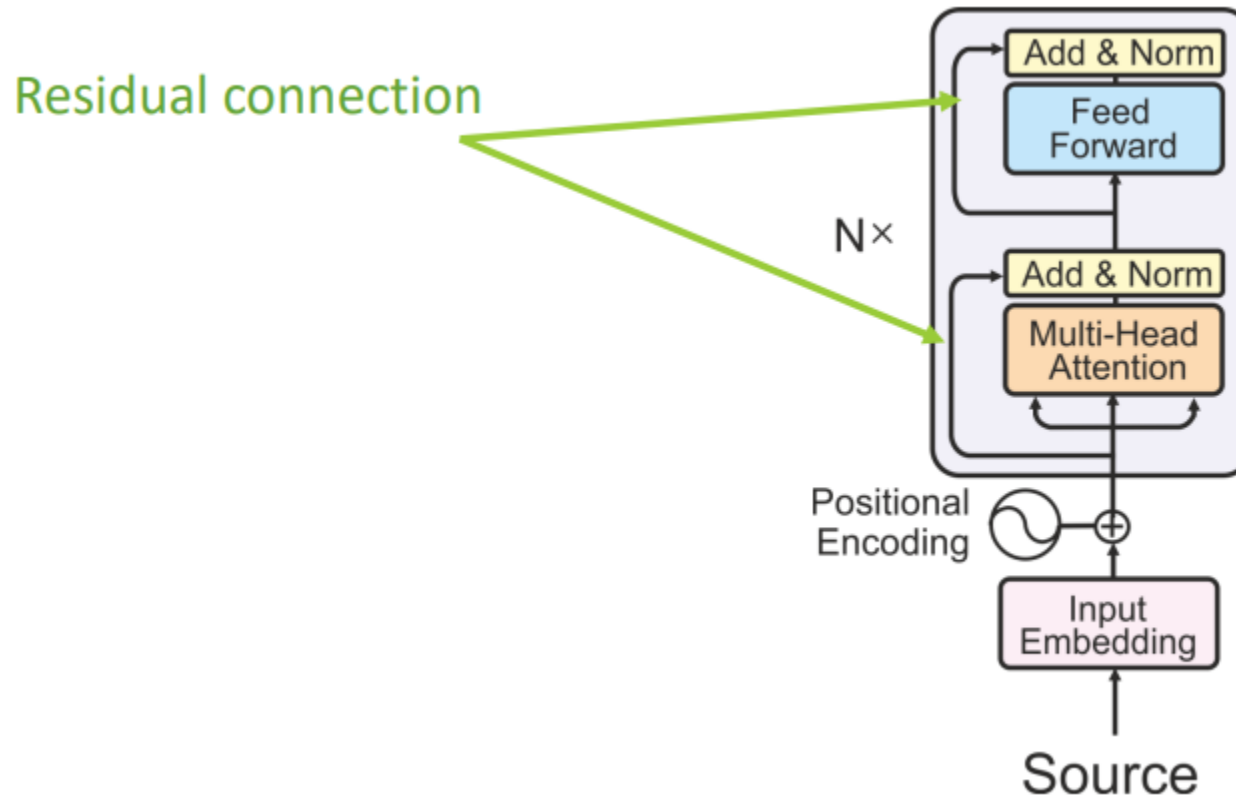 Residual connection
Add & Norm
Feed
Forward
N×
Add & Norm
Multi-Head
Attention
Positional
Encoding
Input
Embedding
Source